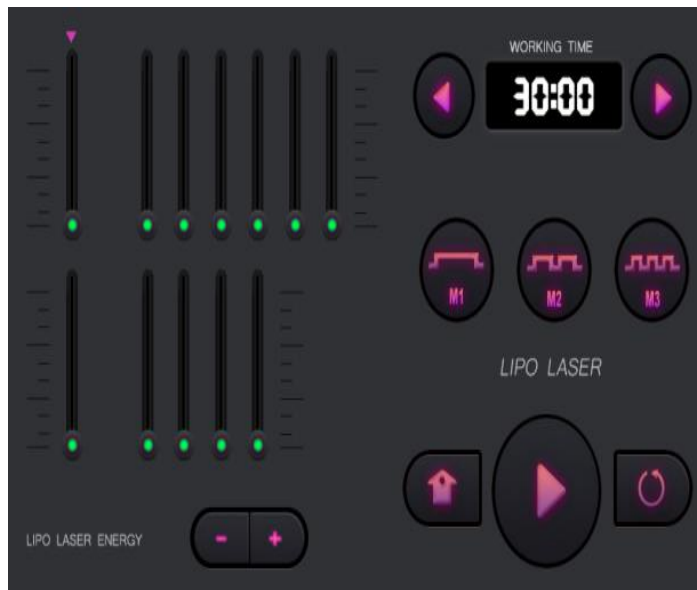 WORKING TIME
30:00
M1 M2 M3
LIPO LASER
LIPO LASER ENERGY
- +